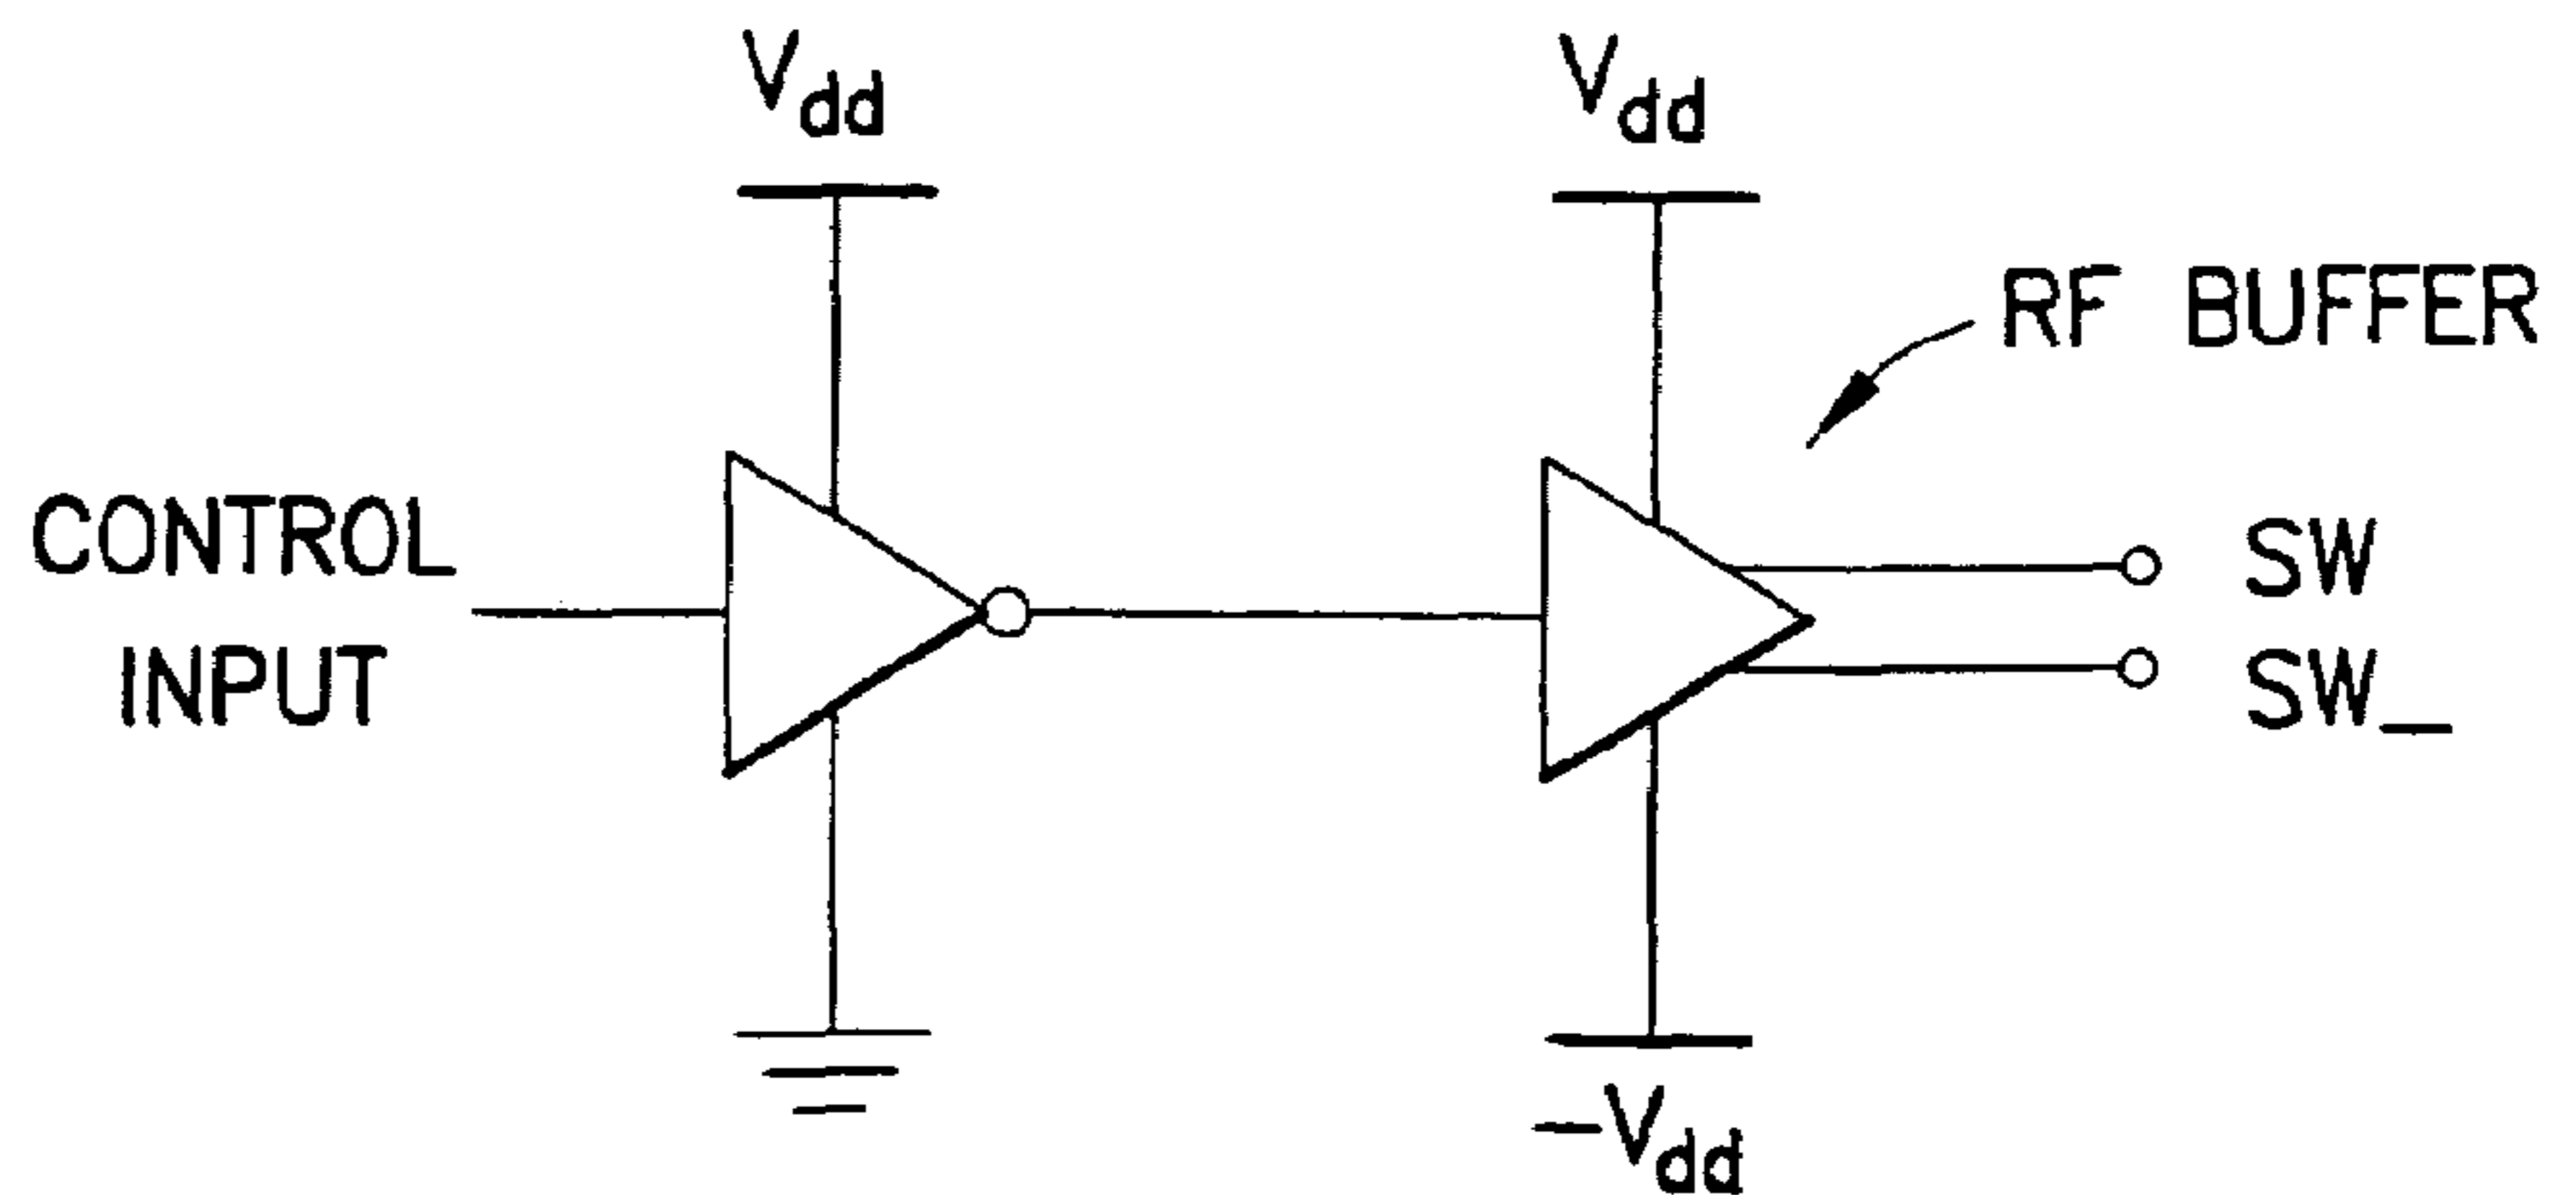 Vdd
Vdd
RF BUFFER
CONTROL
INPUT
SW
SW_
-Vdd